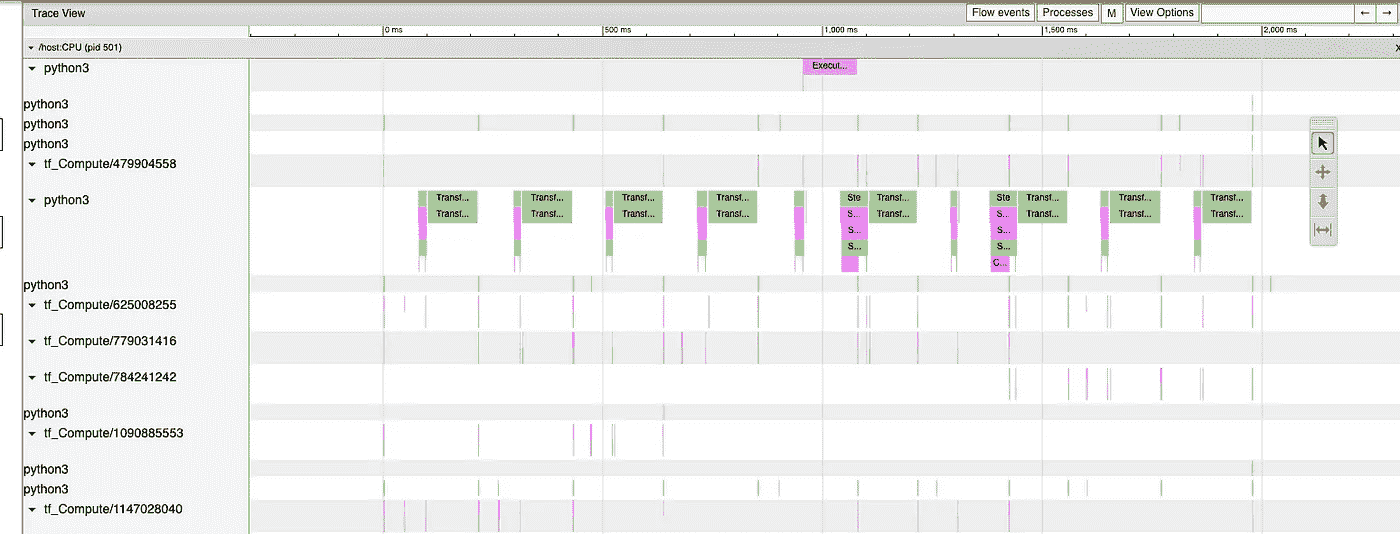 Trace View Flow events Processes M View Options ← →
0 ms 500 ms 1,000 ms 1,500 ms 2,000 ms
/host:CPU (pid 501) X
python3 Execut...
python3
python3
python3
tf_Compute/479904558
python3 Transf... Transf... Transf... Transf... Ste Transf... Ste Transf... Transf... Transf...
Transf... Transf... Transf... Transf... S... Transf... S... Transf... Transf... Transf...
S... S...
S... S...
C...
python3
tf_Compute/625008255
tf_Compute/779031416
tf_Compute/784241242
python3
tf_Compute/1090885553
python3
python3
tf_Compute/1147028040